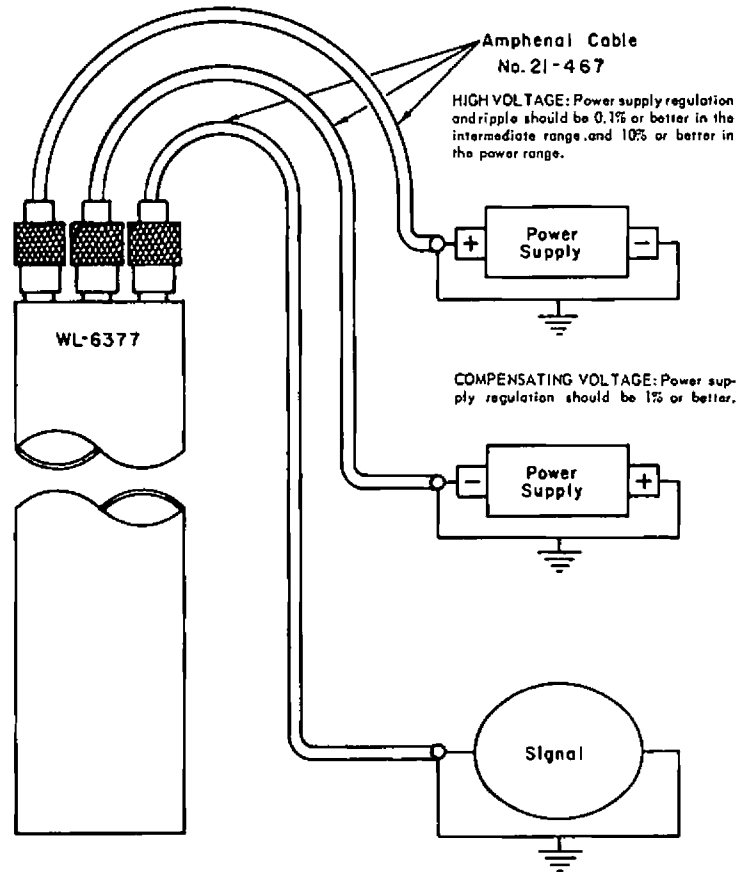 Amphenal Cable
No. 21-467
HIGH VOLTAGE: Power supply regulation
and ripple should be 0.1% or better in the
intermediate range, and 10% or better in
the power range.
+
Power
Supply
-
WL-6377
COMPENSATING VOLTAGE: Power sup-
ply regulation should be 1% or better.
-
Power
Supply
+
Signal